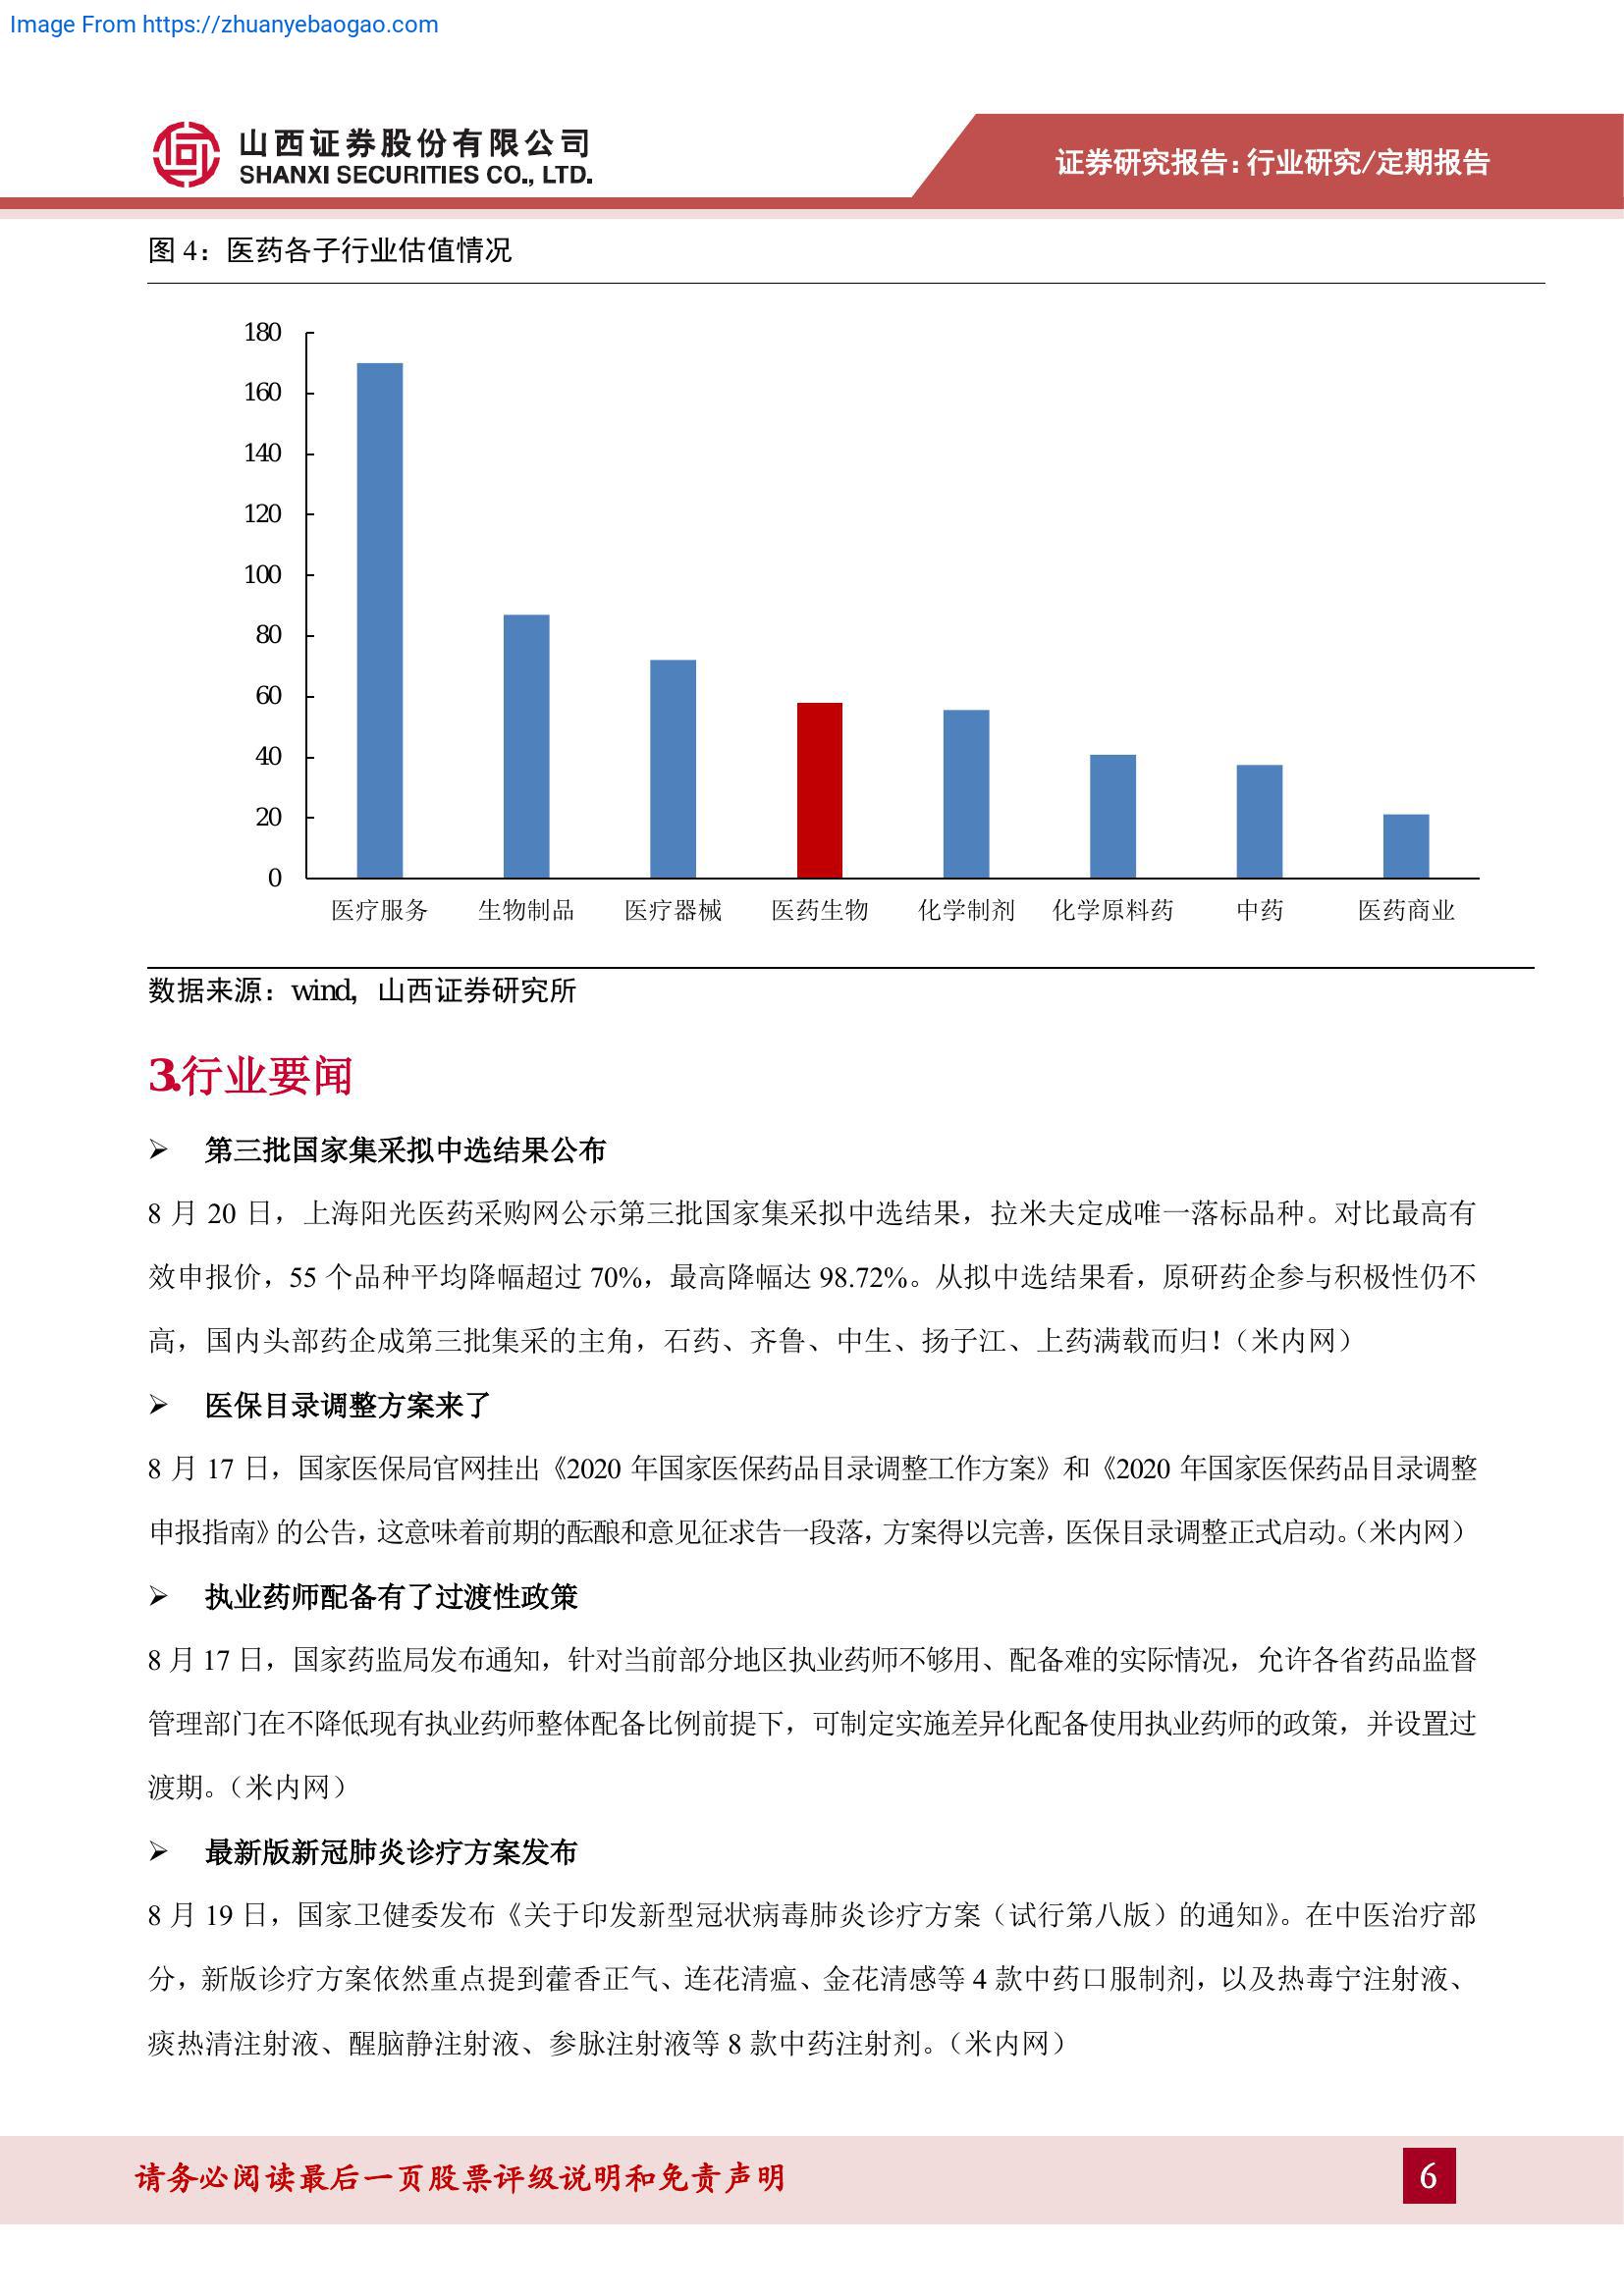 Image From https://zhuanyebaogao.com
山西证券股份有限公司
SHANXI SECURITIES CO., LTD.
证券研究报告：行业研究/定期报告
图 4：医药各子行业估值情况
180
160
140
120
100
80
60
40
20
0
医疗服务 生物制品 医疗器械 医药生物 化学制剂 化学原料药 中药 医药商业
数据来源：wind，山西证券研究所
3.行业要闻
➢ 第三批国家集采拟中选结果公布
8 月 20 日，上海阳光医药采购网公示第三批国家集采拟中选结果，拉米夫定成唯一落标品种。对比最高有
效申报价，55 个品种平均降幅超过 70%，最高降幅达 98.72%。从拟中选结果看，原研药企参与积极性仍不
高，国内头部药企成第三批集采的主角，石药、齐鲁、中生、扬子江、上药满载而归！（米内网）
➢ 医保目录调整方案来了
8 月 17 日，国家医保局官网挂出《2020 年国家医保药品目录调整工作方案》和《2020 年国家医保药品目录调整
申报指南》的公告，这意味着前期的酝酿和意见征求告一段落，方案得以完善，医保目录调整正式启动。（米内网）
➢ 执业药师配备有了过渡性政策
8 月 17 日，国家药监局发布通知，针对当前部分地区执业药师不够用、配备难的实际情况，允许各省药品监督
管理部门在不降低现有执业药师整体配备比例前提下，可制定实施差异化配备使用执业药师的政策，并设置过
渡期。（米内网）
➢ 最新版新冠肺炎诊疗方案发布
8 月 19 日，国家卫健委发布《关于印发新型冠状病毒肺炎诊疗方案（试行第八版）的通知》。在中医治疗部
分，新版诊疗方案依然重点提到藿香正气、连花清瘟、金花清感等 4 款中药口服制剂，以及热毒宁注射液、
痰热清注射液、醒脑静注射液、参脉注射液等 8 款中药注射剂。（米内网）
请务必阅读最后一页股票评级说明和免责声明
6